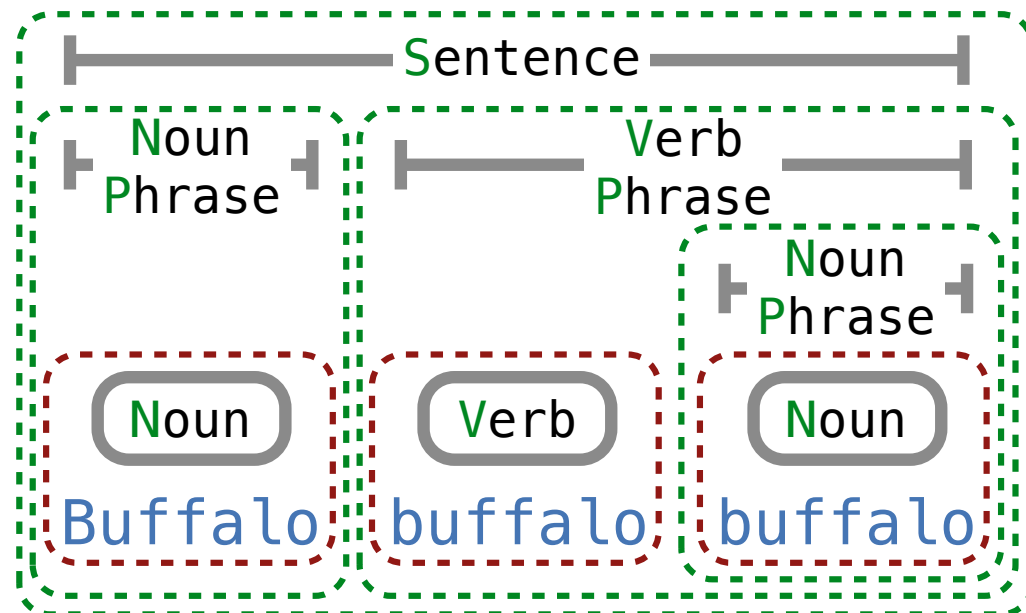 Sentence
Noun
Phrase
Verb
Phrase
Noun
Phrase
Noun
Verb
Noun
Buffalo buffalo buffalo